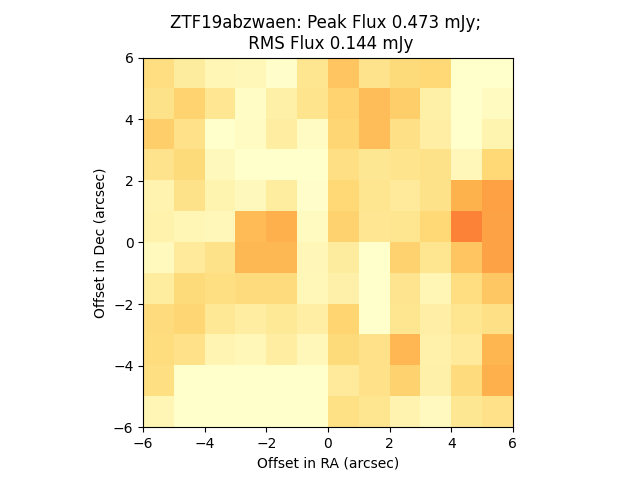 ZTF19abzwaen: Peak Flux 0.473 mJy;
RMS Flux 0.144 mJy
6
4
2
0
−2
−4
−6
Offset in Dec (arcsec)
−6 −4 −2 0 2 4 6
Offset in RA (arcsec)